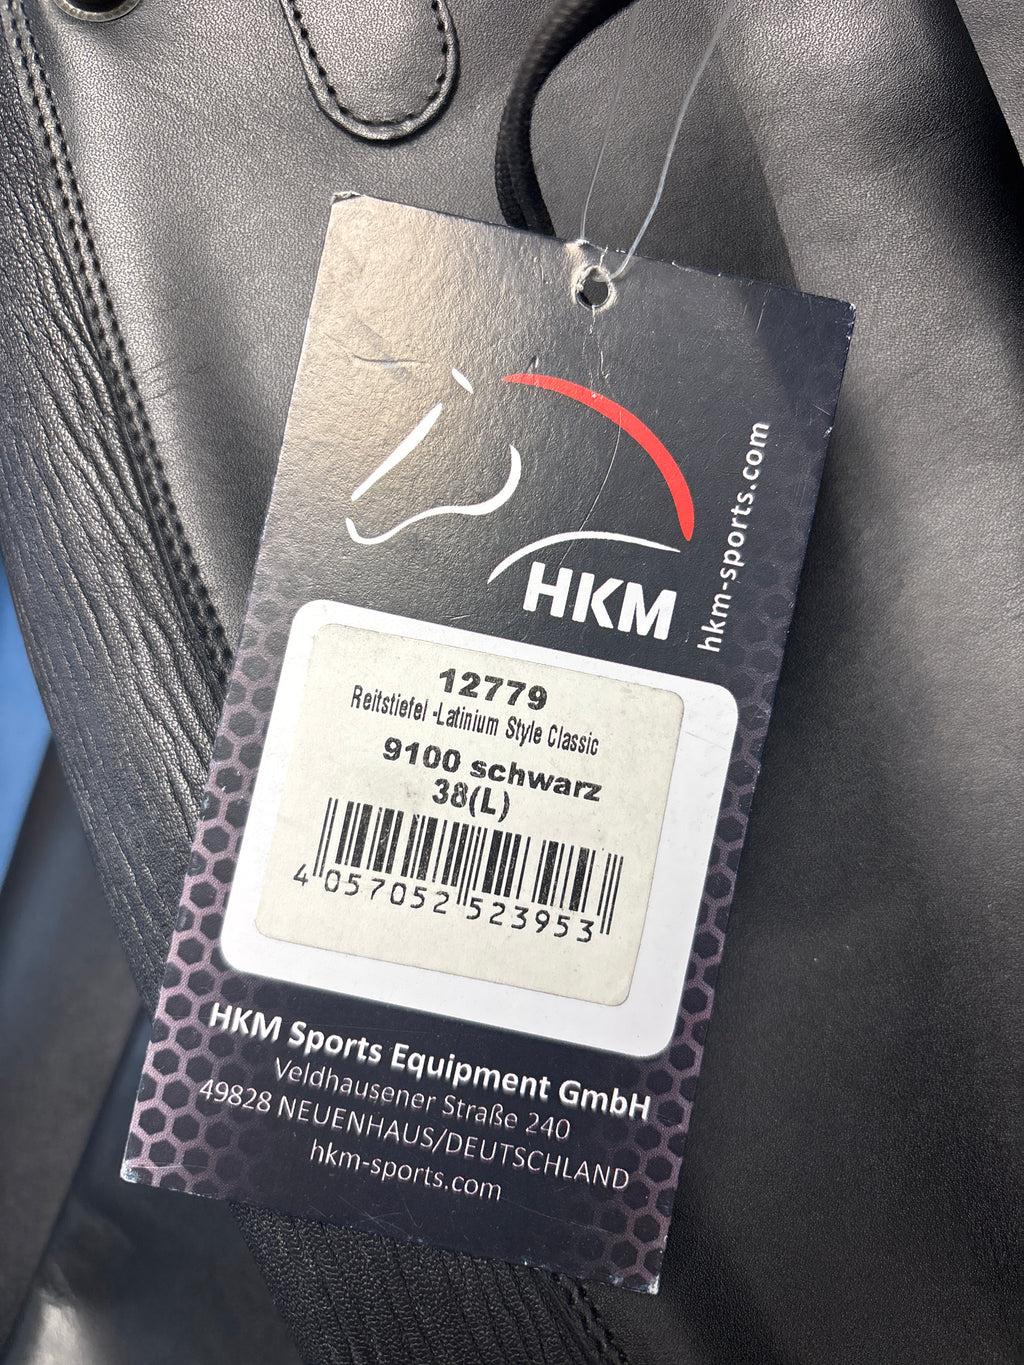 HKM
hkm-sports.com
12779
Reitstiefel -Latinium Style Classic
9100 schwarz
38(L)
4 057052 523953
HKM Sports Equipment GmbH
Veldhausener Straße 240
49828 NEUENHAUS/DEUTSCHLAND
hkm-sports.com